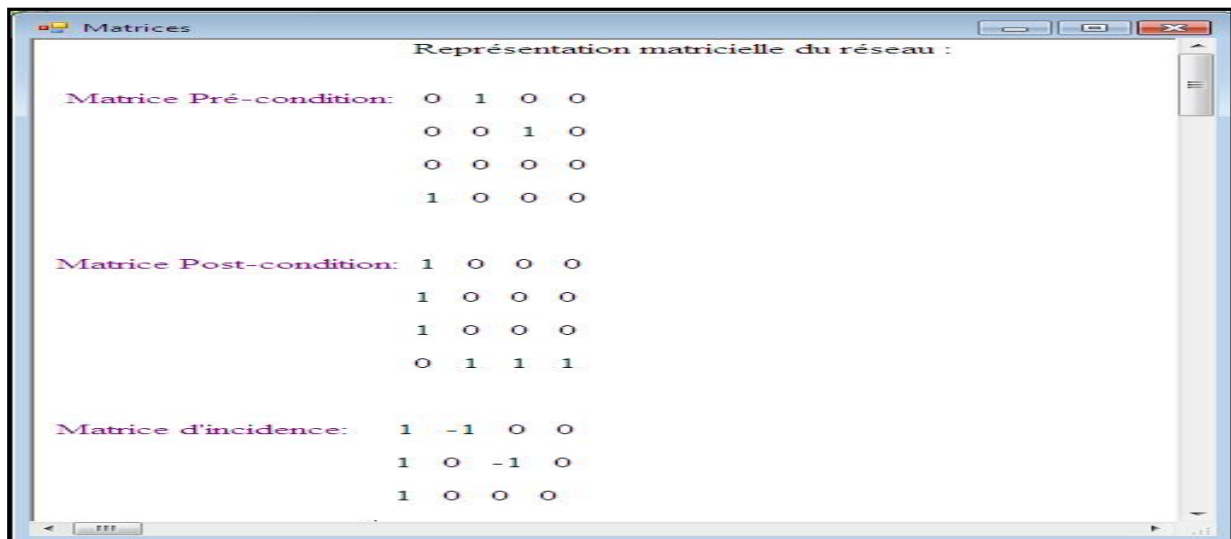 Matrices
Représentation matricielle du réseau :
Matrice Pré-condition: 0 1 0 0
0 0 1 0
0 0 0 0
1 0 0 0
Matrice Post-condition: 1 0 0 0
1 0 0 0
1 0 0 0
0 1 1 1
Matrice d'incidence: 1 -1 0 0
1 0 -1 0
1 0 0 0